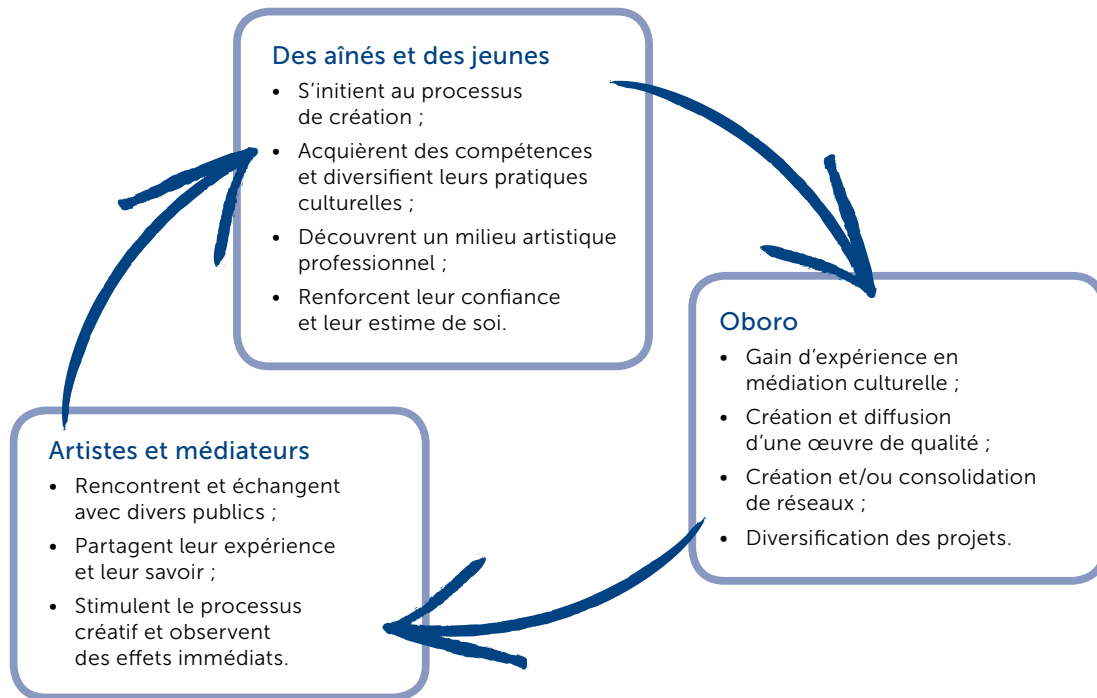 Des aînés et des jeunes
• S'initient au processus
de création ;
• Acquièrent des compétences
et diversifient leurs pratiques
culturelles ;
• Découvrent un milieu artistique
professionnel ;
• Renforcent leur confiance
et leur estime de soi.
Oboro
• Gain d'expérience en
médiation culturelle ;
• Création et diffusion
d'une œuvre de qualité ;
• Création et/ou consolidation
de réseaux ;
• Diversification des projets.
Artistes et médiateurs
• Rencontrent et échangent
avec divers publics ;
• Partagent leur expérience
et leur savoir ;
• Stimulent le processus
créatif et observent
des effets immédiats.